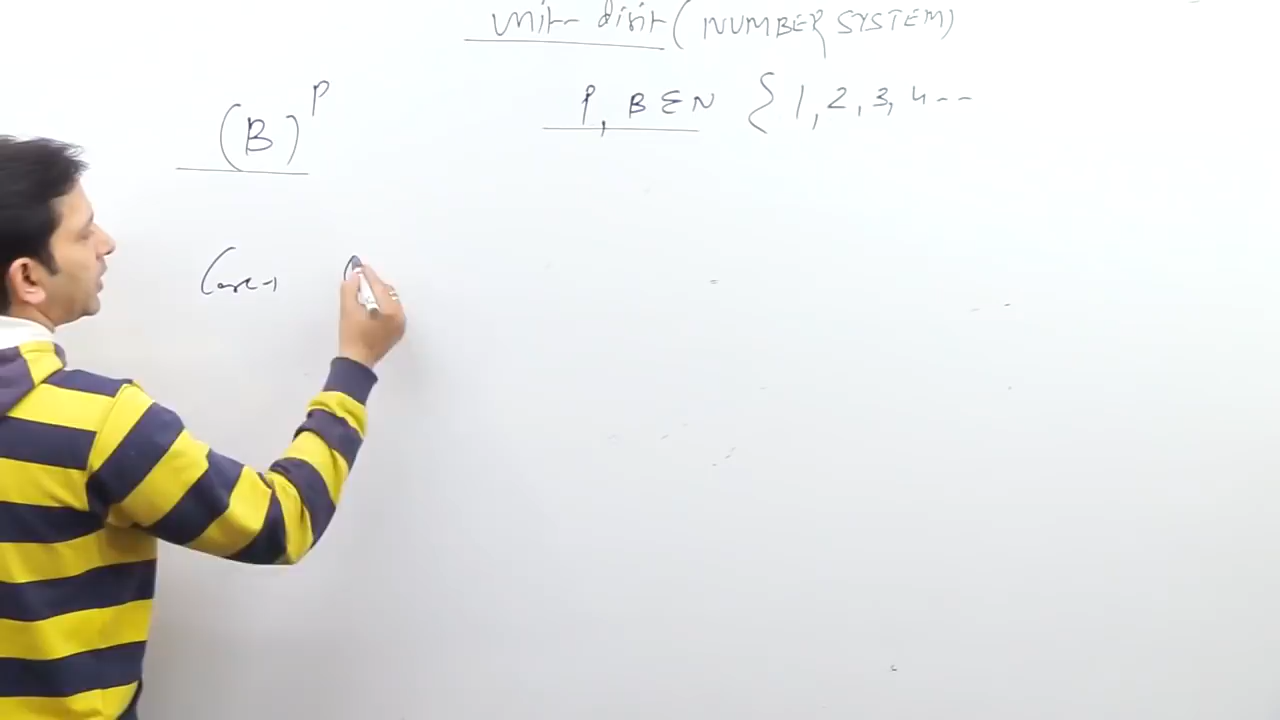 Unit digit (NUMBER SYSTEM)
(B)^P
P, B ∈ N { 1, 2, 3, 4 --
Case-1 (